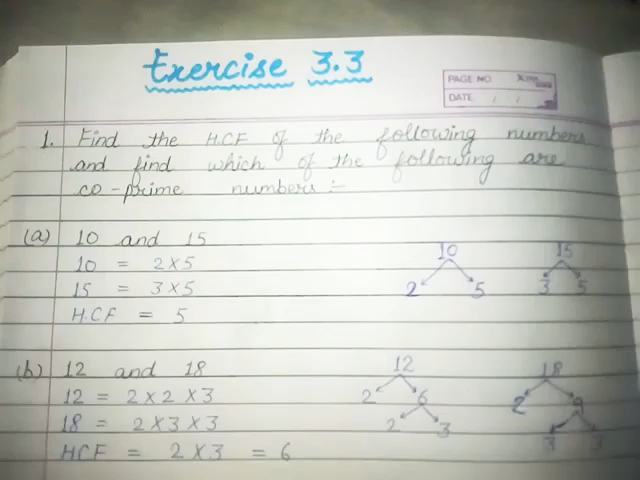 Exercise 3.3
PAGE NO
DATE / /
1. Find the HCF of the following numbers
and find which of the following are
co-prime numbers :-
(a) 10 and 15
10 = 2×5
15 = 3×5
HCF = 5
10
2 5
15
3 5
(b) 12 and 18
12 = 2×2×3
18 = 2×3×3
HCF = 2×3 = 6
12
2 6
2 3
18
2 9
3 3